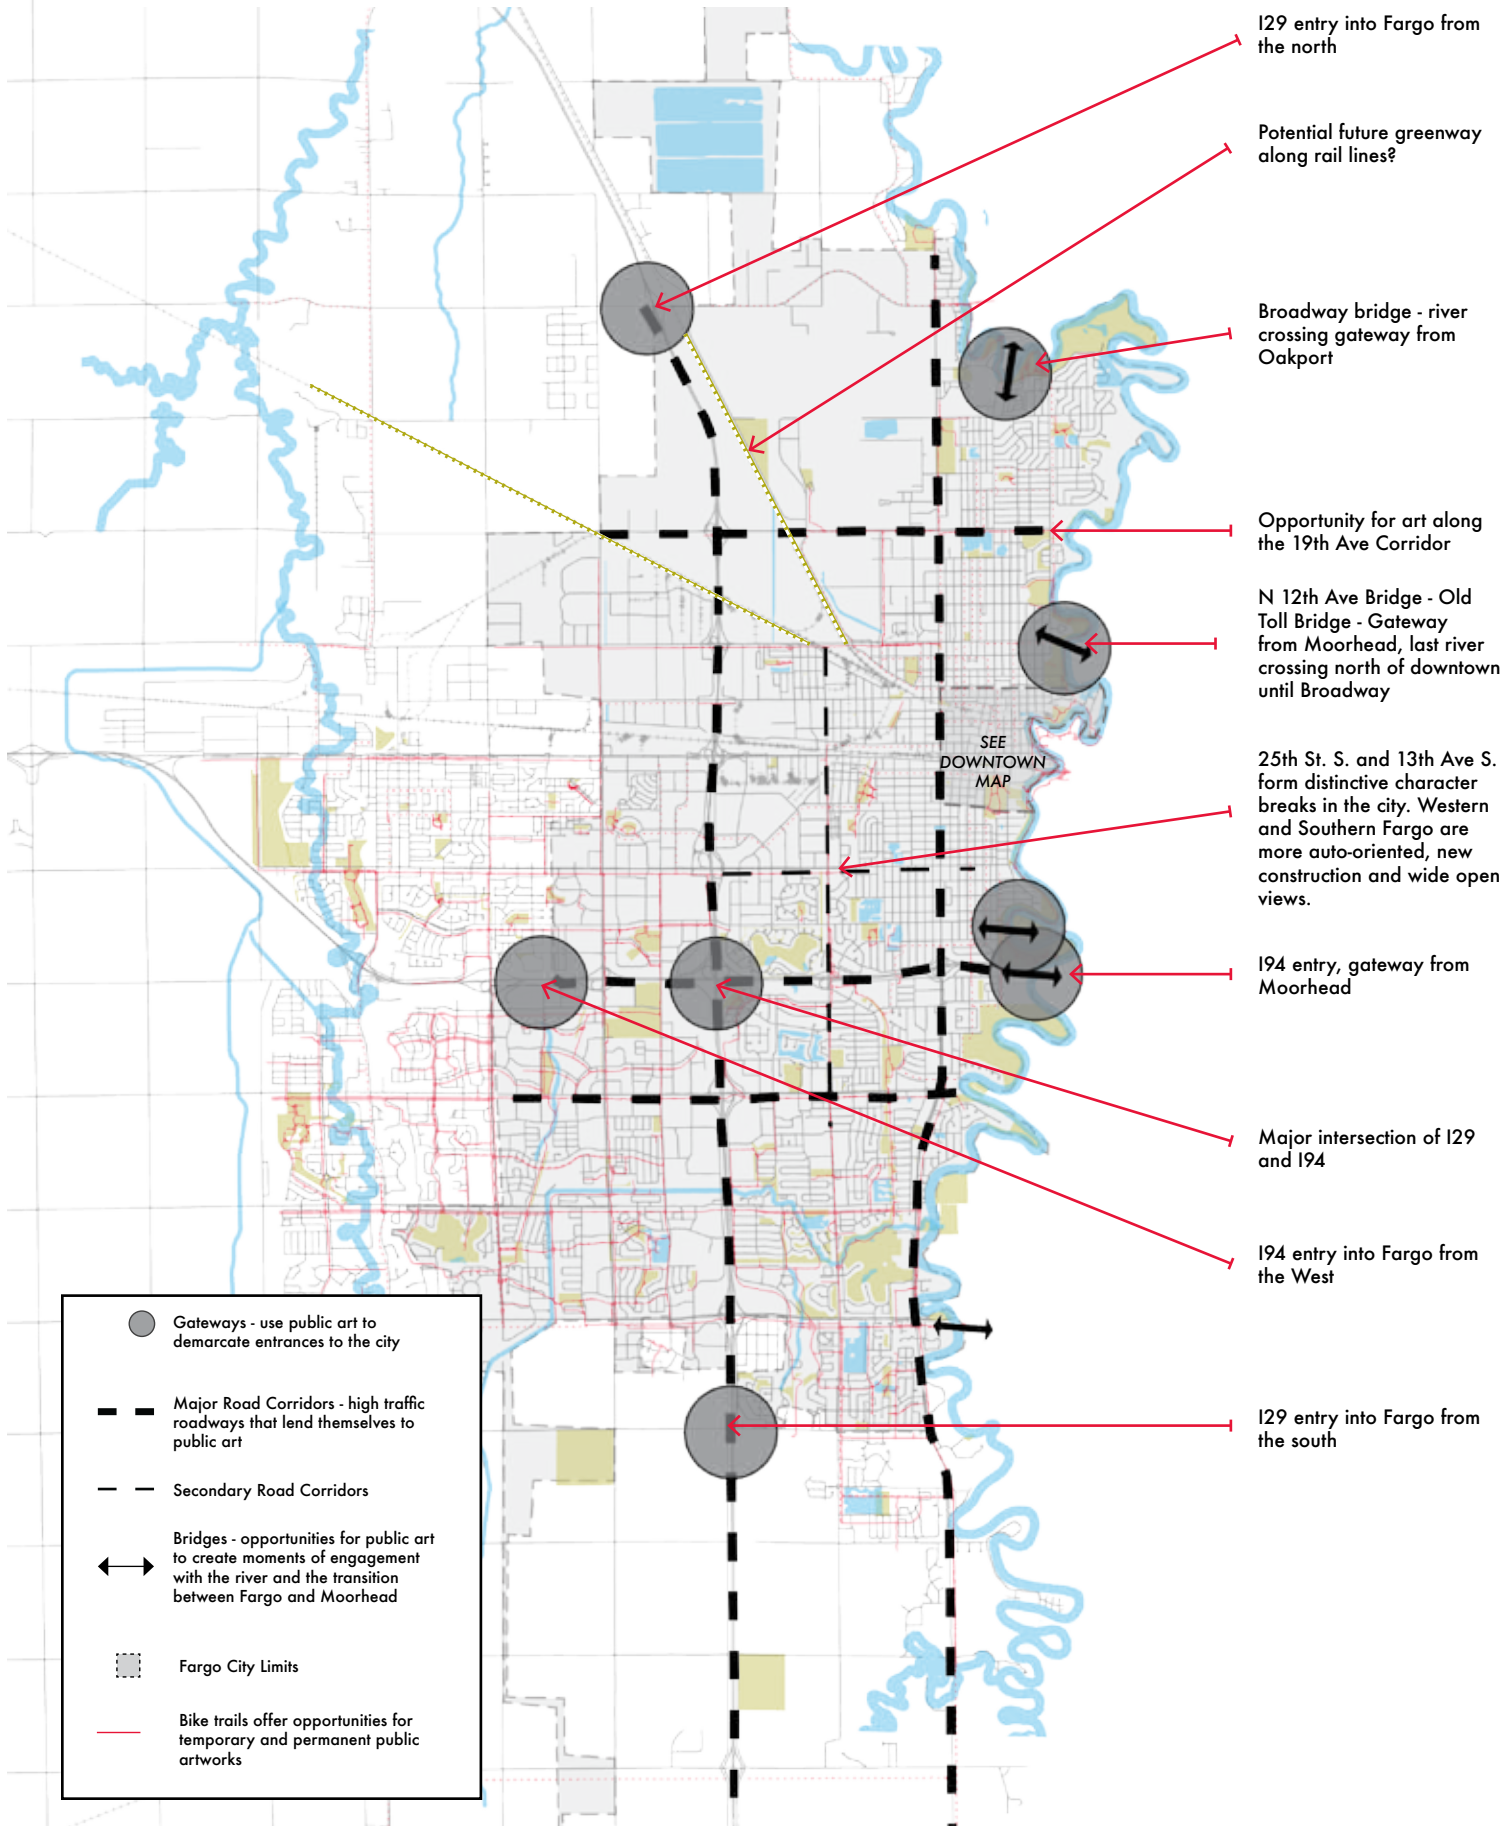 I29 entry into Fargo from
the north
Potential future greenway
along rail lines?
Broadway bridge - river
crossing gateway from
Oakport
Opportunity for art along
the 19th Ave Corridor
N 12th Ave Bridge - Old
Toll Bridge - Gateway
from Moorhead, last river
crossing north of downtown
until Broadway
SEE
DOWNTOWN
MAP
25th St. S. and 13th Ave S.
form distinctive character
breaks in the city. Western
and Southern Fargo are
more auto-oriented, new
construction and wide open
views.
I94 entry, gateway from
Moorhead
Major intersection of I29
and I94
I94 entry into Fargo from
the West
I29 entry into Fargo from
the south
Gateways - use public art to
demarcate entrances to the city
Major Road Corridors - high traffic
roadways that lend themselves to
public art
Secondary Road Corridors
Bridges - opportunities for public art
to create moments of engagement
with the river and the transition
between Fargo and Moorhead
Fargo City Limits
Bike trails offer opportunities for
temporary and permanent public
artworks